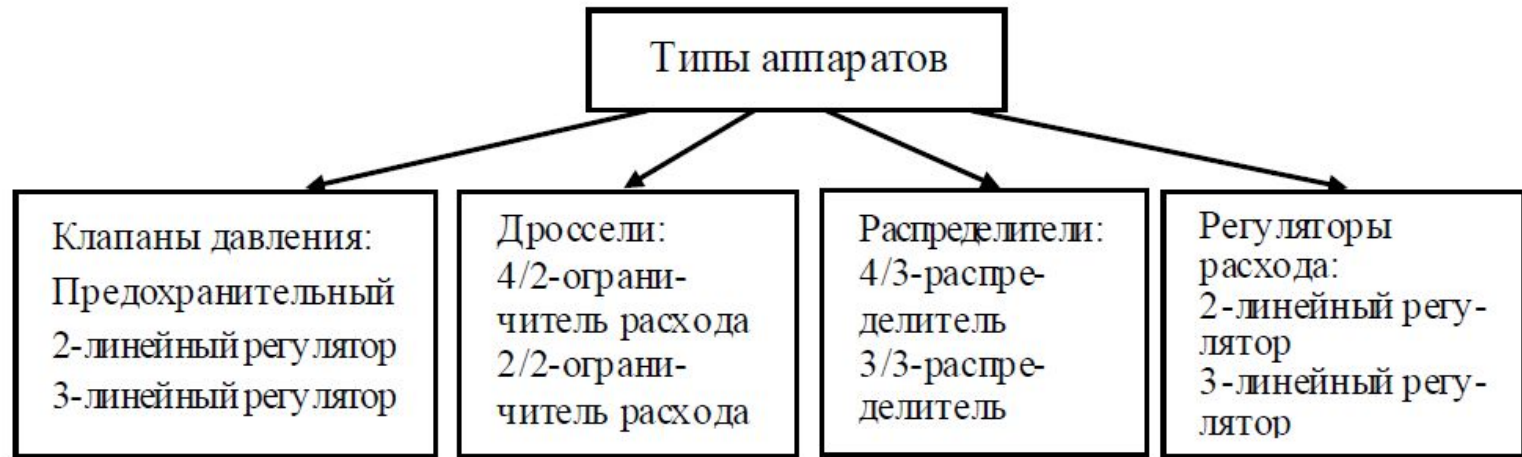 Типы аппаратов
Клапаны давления:
Предохранительный
2-линейный регулятор
3-линейный регулятор
Дроссели:
4/2-ограни-
читель расхода
2/2-ограни-
читель расхода
Распределители:
4/3-распре-
делитель
3/3-распре-
делитель
Регуляторы
расхода:
2-линейный регу-
лятор
3-линейный регу-
лятор